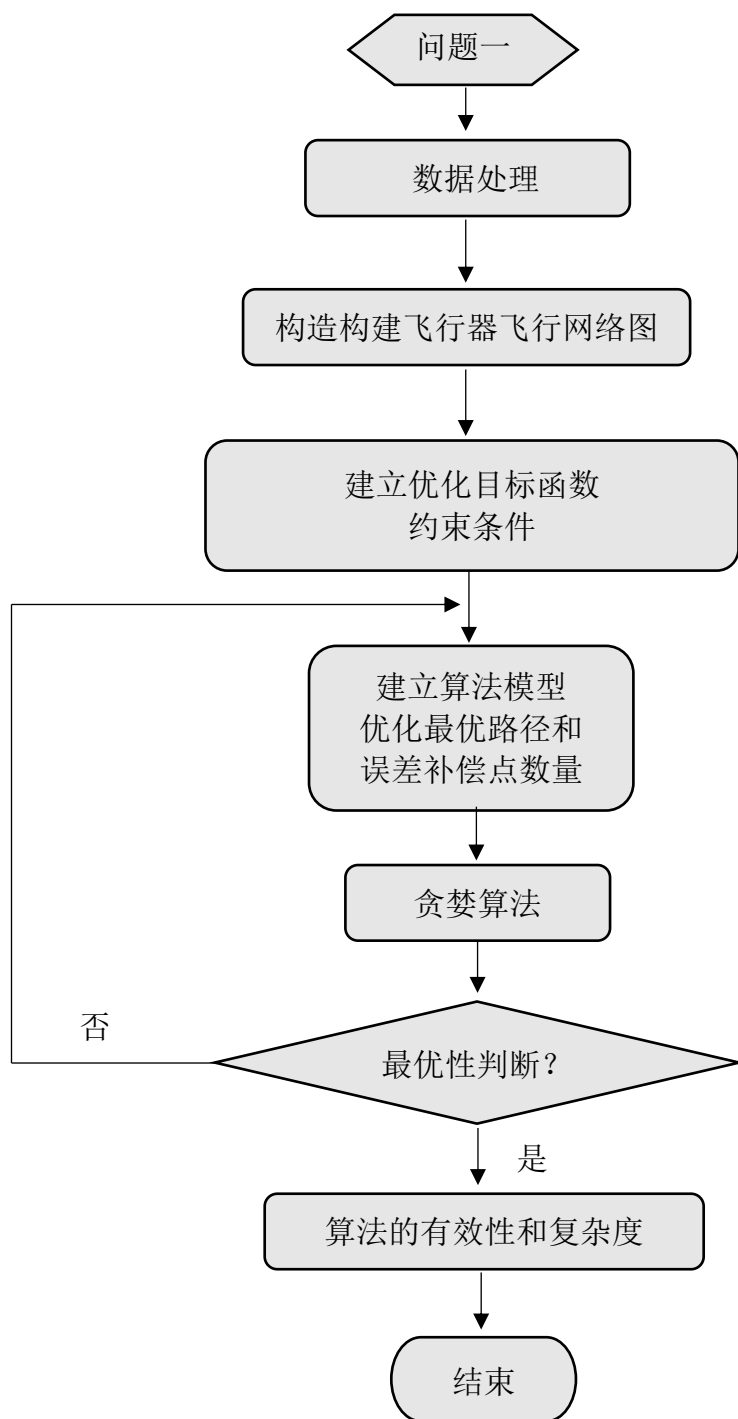 问题一
数据处理
构造构建飞行器飞行网络图
建立优化目标函数
约束条件
建立算法模型
优化最优路径和
误差补偿点数量
贪婪算法
否
最优性判断？
是
算法的有效性和复杂度
结束